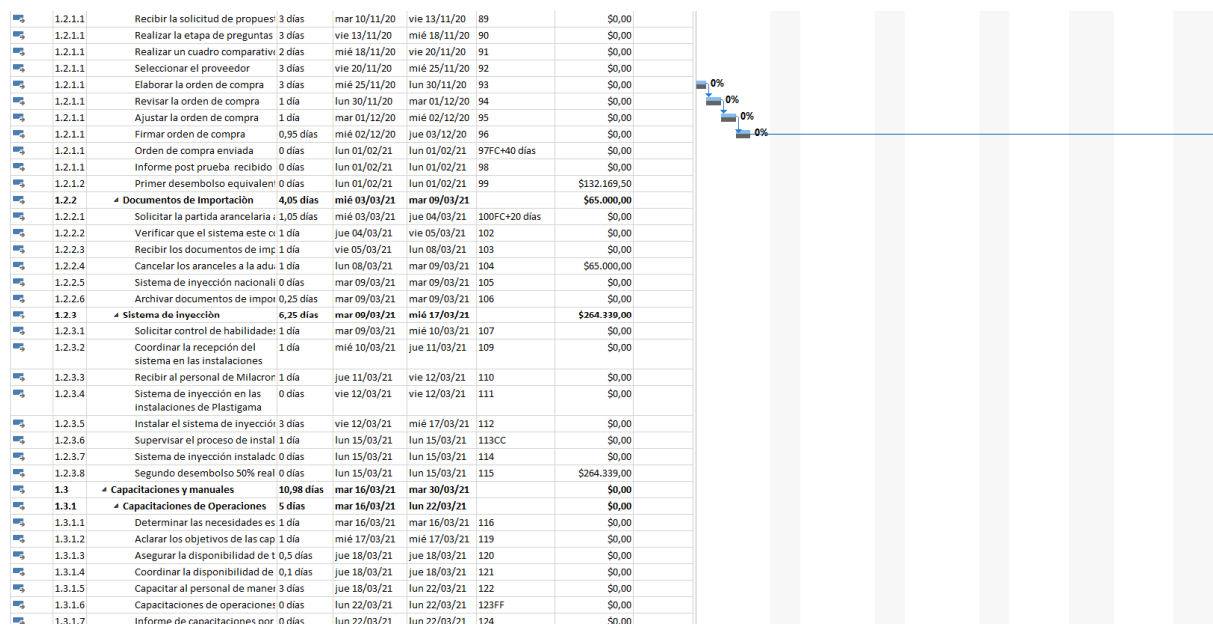 1.2.1.1 Recibir la solicitud de propuest 3 días mar 10/11/20 vie 13/11/20 89 $0,00
1.2.1.1 Realizar la etapa de preguntas 3 días vie 13/11/20 mié 18/11/20 90 $0,00
1.2.1.1 Realizar un cuadro comparativo 2 días mié 18/11/20 vie 20/11/20 91 $0,00
1.2.1.1 Seleccionar el proveedor 3 días vie 20/11/20 mié 25/11/20 92 $0,00
1.2.1.1 Elaborar la orden de compra 3 días mié 25/11/20 lun 30/11/20 93 $0,00 0%
1.2.1.1 Revisar la orden de compra 1 día lun 30/11/20 mar 01/12/20 94 $0,00 0%
1.2.1.1 Ajustar la orden de compra 1 día mar 01/12/20 mié 02/12/20 95 $0,00 0%
1.2.1.1 Firmar orden de compra 0,95 días mié 02/12/20 jue 03/12/20 96 $0,00 0%
1.2.1.1 Orden de compra enviada 0 días lun 01/02/21 lun 01/02/21 97FC+40 días $0,00
1.2.1.1 Informe post prueba recibido 0 días lun 01/02/21 lun 01/02/21 98 $0,00
1.2.1.2 Primer desembolso equivalent 0 días lun 01/02/21 lun 01/02/21 99 $132.169,50
1.2.2 Documentos de Importaciòn 4,05 días mié 03/03/21 mar 09/03/21 $65.000,00
1.2.2.1 Solicitar la partida arancelaria a 1,05 días mié 03/03/21 jue 04/03/21 100FC+20 días $0,00
1.2.2.2 Verificar que el sistema este co 1 día jue 04/03/21 vie 05/03/21 102 $0,00
1.2.2.3 Recibir los documentos de imp 1 día vie 05/03/21 lun 08/03/21 103 $0,00
1.2.2.4 Cancelar los aranceles a la adu 1 día lun 08/03/21 mar 09/03/21 104 $65.000,00
1.2.2.5 Sistema de inyección nacionali 0 días mar 09/03/21 mar 09/03/21 105 $0,00
1.2.2.6 Archivar documentos de impor 0,25 días mar 09/03/21 mar 09/03/21 106 $0,00
1.2.3 Sistema de inyecciòn 6,25 días mar 09/03/21 mié 17/03/21 $264.339,00
1.2.3.1 Solicitar control de habilidades 1 día mar 09/03/21 mié 10/03/21 107 $0,00
1.2.3.2 Coordinar la recepción del 1 día mié 10/03/21 jue 11/03/21 109 $0,00
sistema en las instalaciones
1.2.3.3 Recibir al personal de Milacron 1 día jue 11/03/21 vie 12/03/21 110 $0,00
1.2.3.4 Sistema de inyección en las 0 días vie 12/03/21 vie 12/03/21 111 $0,00
instalaciones de Plastigama
1.2.3.5 Instalar el sistema de inyección 3 días vie 12/03/21 mié 17/03/21 112 $0,00
1.2.3.6 Supervisar el proceso de instal 1 día lun 15/03/21 lun 15/03/21 113CC $0,00
1.2.3.7 Sistema de inyección instalado 0 días lun 15/03/21 lun 15/03/21 114 $0,00
1.2.3.8 Segundo desembolso 50% real 0 días lun 15/03/21 lun 15/03/21 115 $264.339,00
1.3 Capacitaciones y manuales 10,98 días mar 16/03/21 mar 30/03/21 $0,00
1.3.1 Capacitaciones de Operaciones 5 días mar 16/03/21 lun 22/03/21 $0,00
1.3.1.1 Determinar las necesidades es 1 día mar 16/03/21 mar 16/03/21 116 $0,00
1.3.1.2 Aclarar los objetivos de las cap 1 día mié 17/03/21 mié 17/03/21 119 $0,00
1.3.1.3 Asegurar la disponibilidad de t 0,5 días jue 18/03/21 jue 18/03/21 120 $0,00
1.3.1.4 Coordinar la disponibilidad de 0,1 días jue 18/03/21 jue 18/03/21 121 $0,00
1.3.1.5 Capacitar al personal de maner 3 días jue 18/03/21 lun 22/03/21 122 $0,00
1.3.1.6 Capacitaciones de operaciones 0 días lun 22/03/21 lun 22/03/21 123FF $0,00
1.3.1.7 Informe de capacitaciones por 0 días lun 22/03/21 lun 22/03/21 124 $0,00